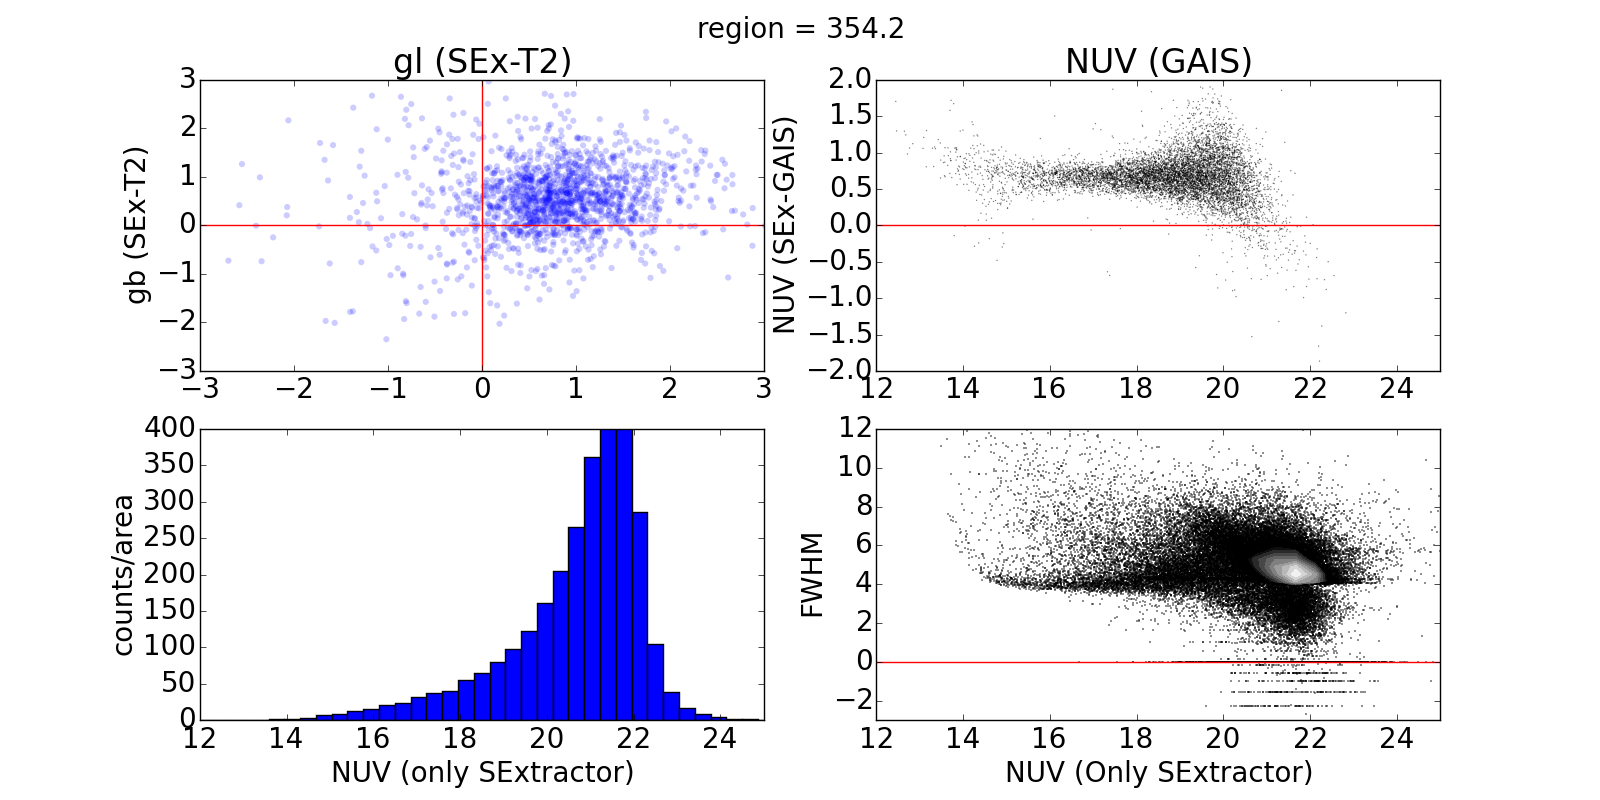 region = 354.2
gl (SEx-T2)
NUV (GAIS)
gb (SEx-T2)
3
2
1
0
−1
−2
−3
−3 −2 −1 0 1 2 3
NUV (SEx-GAIS)
2.0
1.5
1.0
0.5
0.0
−0.5
−1.0
−1.5
−2.0
12 14 16 18 20 22 24
counts/area
400
350
300
250
200
150
100
50
0
12 14 16 18 20 22 24
NUV (only SExtractor)
FWHM
12
10
8
6
4
2
0
−2
12 14 16 18 20 22 24
NUV (Only SExtractor)